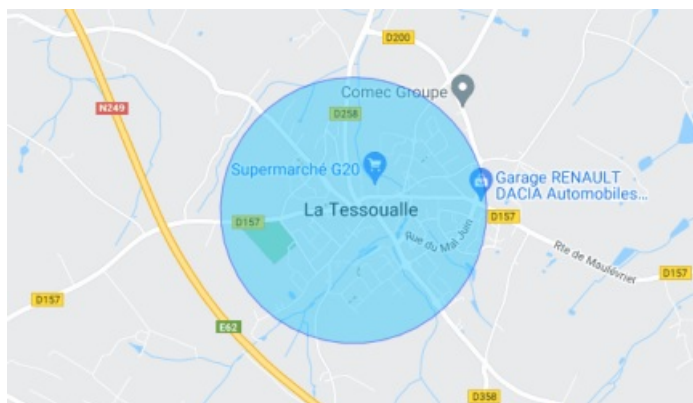 D200
Comec Groupe
N249
D258
Supermarché G20
Garage RENAULT
DACIA Automobiles...
La Tessoualle
D157
D157
Rue du Mal Juin
Rte de Maulévrier
D157
D157
E62
D358